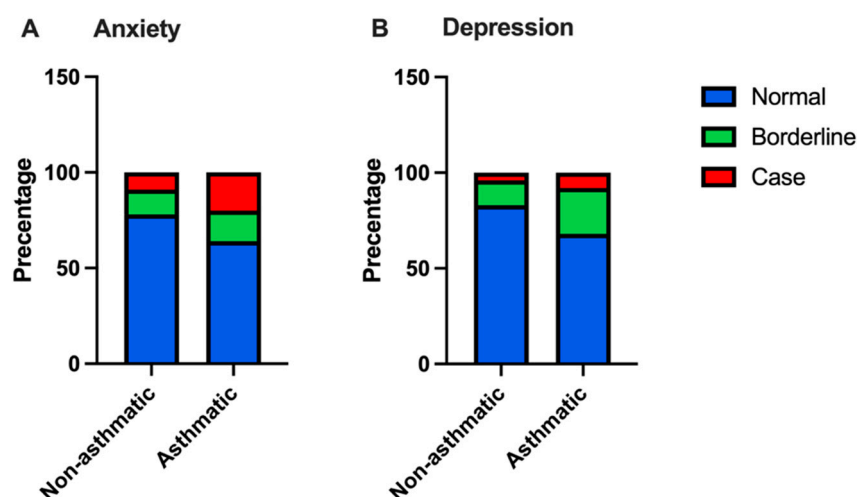 A Anxiety
150
100
50
0
Precentage
Non-asthmatic
Asthmatic
B Depression
150
100
50
0
Precentage
Non-asthmatic
Asthmatic
Normal
Borderline
Case